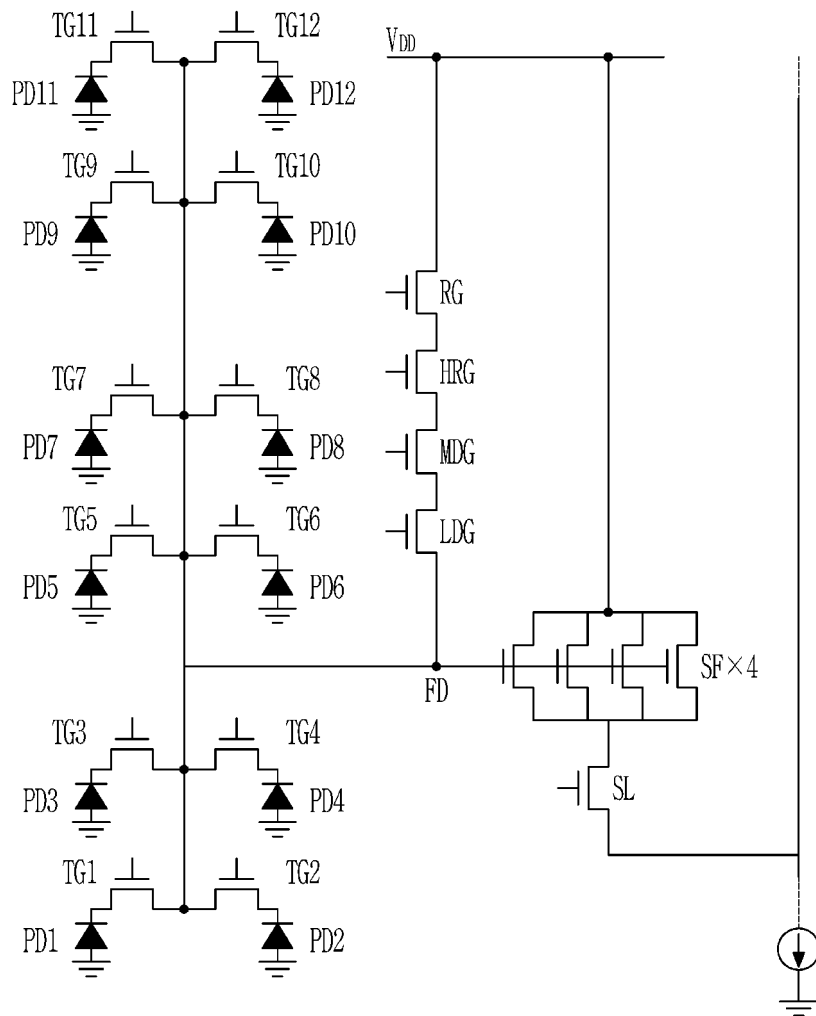 TG11 TG12 VDD
PD11 PD12
TG9 TG10
PD9 PD10
RG
TG7 TG8 HRG
PD7 PD8 MDG
TG5 TG6 LDG
PD5 PD6
FD SF×4
TG3 TG4
PD3 PD4 SL
TG1 TG2
PD1 PD2